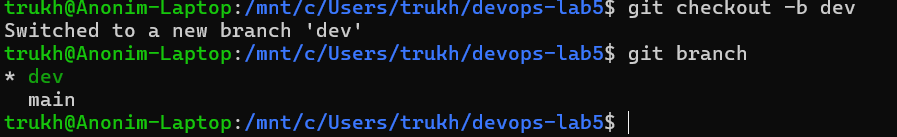 trukh@Anonim-Laptop:/mnt/c/Users/trukh/devops-lab5$ git checkout -b dev
Switched to a new branch 'dev'
trukh@Anonim-Laptop:/mnt/c/Users/trukh/devops-lab5$ git branch
* dev
  main
trukh@Anonim-Laptop:/mnt/c/Users/trukh/devops-lab5$